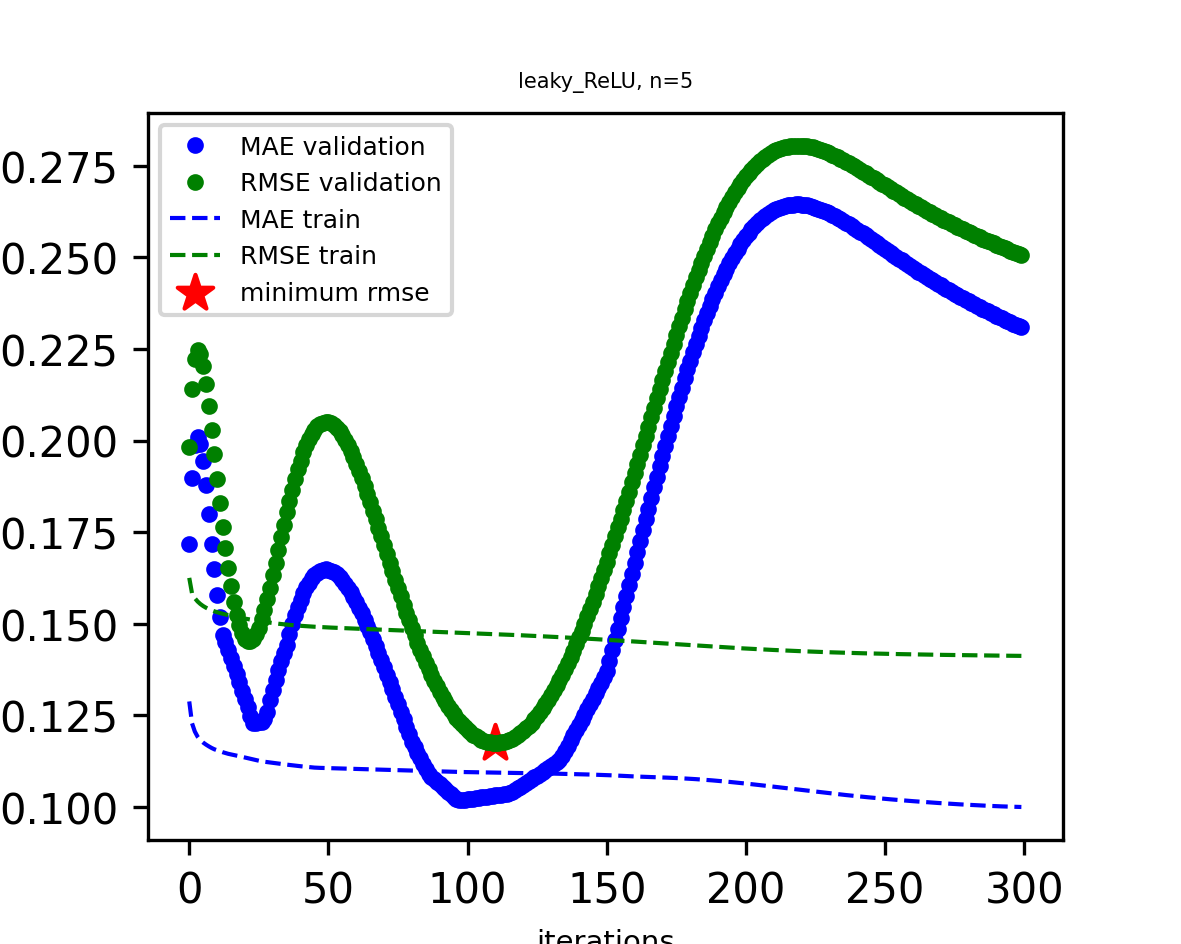 leaky_ReLU, n=5
MAE validation
RMSE validation
MAE train
RMSE train
minimum rmse
0.275
0.250
0.225
0.200
0.175
0.150
0.125
0.100
0 50 100 150 200 250 300
iterations